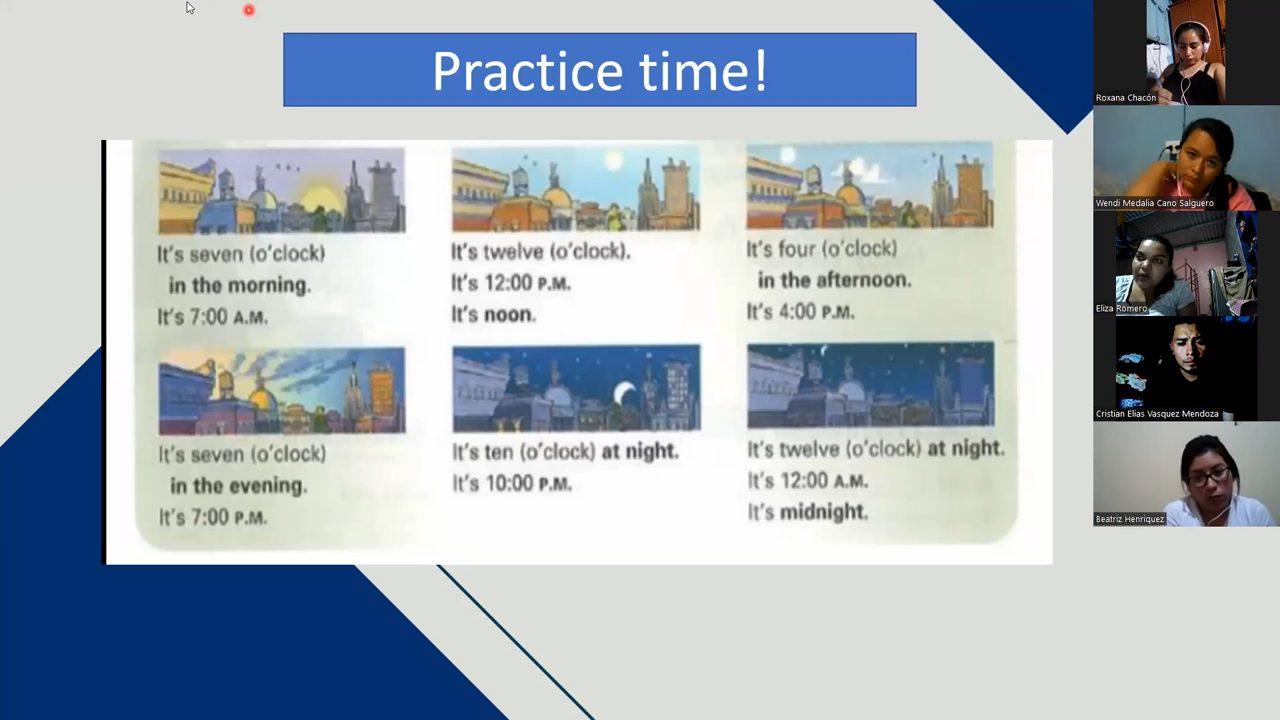 Practice time!
It's seven (o'clock)
in the morning.
It's 7:00 A.M.
It's twelve (o'clock).
It's 12:00 P.M.
It's noon.
It's four (o'clock)
in the afternoon.
It's 4:00 P.M.
It's seven (o'clock)
in the evening.
It's 7:00 P.M.
It's ten (o'clock) at night.
It's 10:00 P.M.
It's twelve (o'clock) at night.
It's 12:00 A.M.
It's midnight.
Roxana Chacón
Wendi Medalia Cano Salguero
Eliza Romero
Cristian Elias Vasquez Mendoza
Beatriz Henriquez